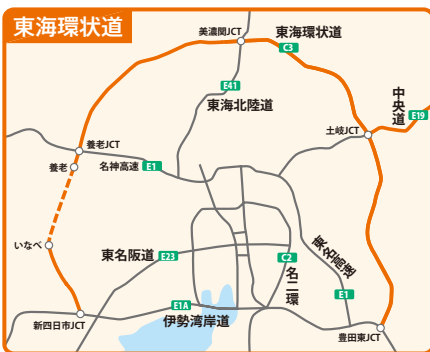 東海環状道
美濃関JCT
東海環状道
C3
E41
東海北陸道
中央道
E19
土岐JCT
養老JCT
養老
名神高速 E1
いなべ
東名阪道 E23
C2
名二環
東名高速
E1
E1A
伊勢湾岸道
新四日市JCT
豊田東JCT